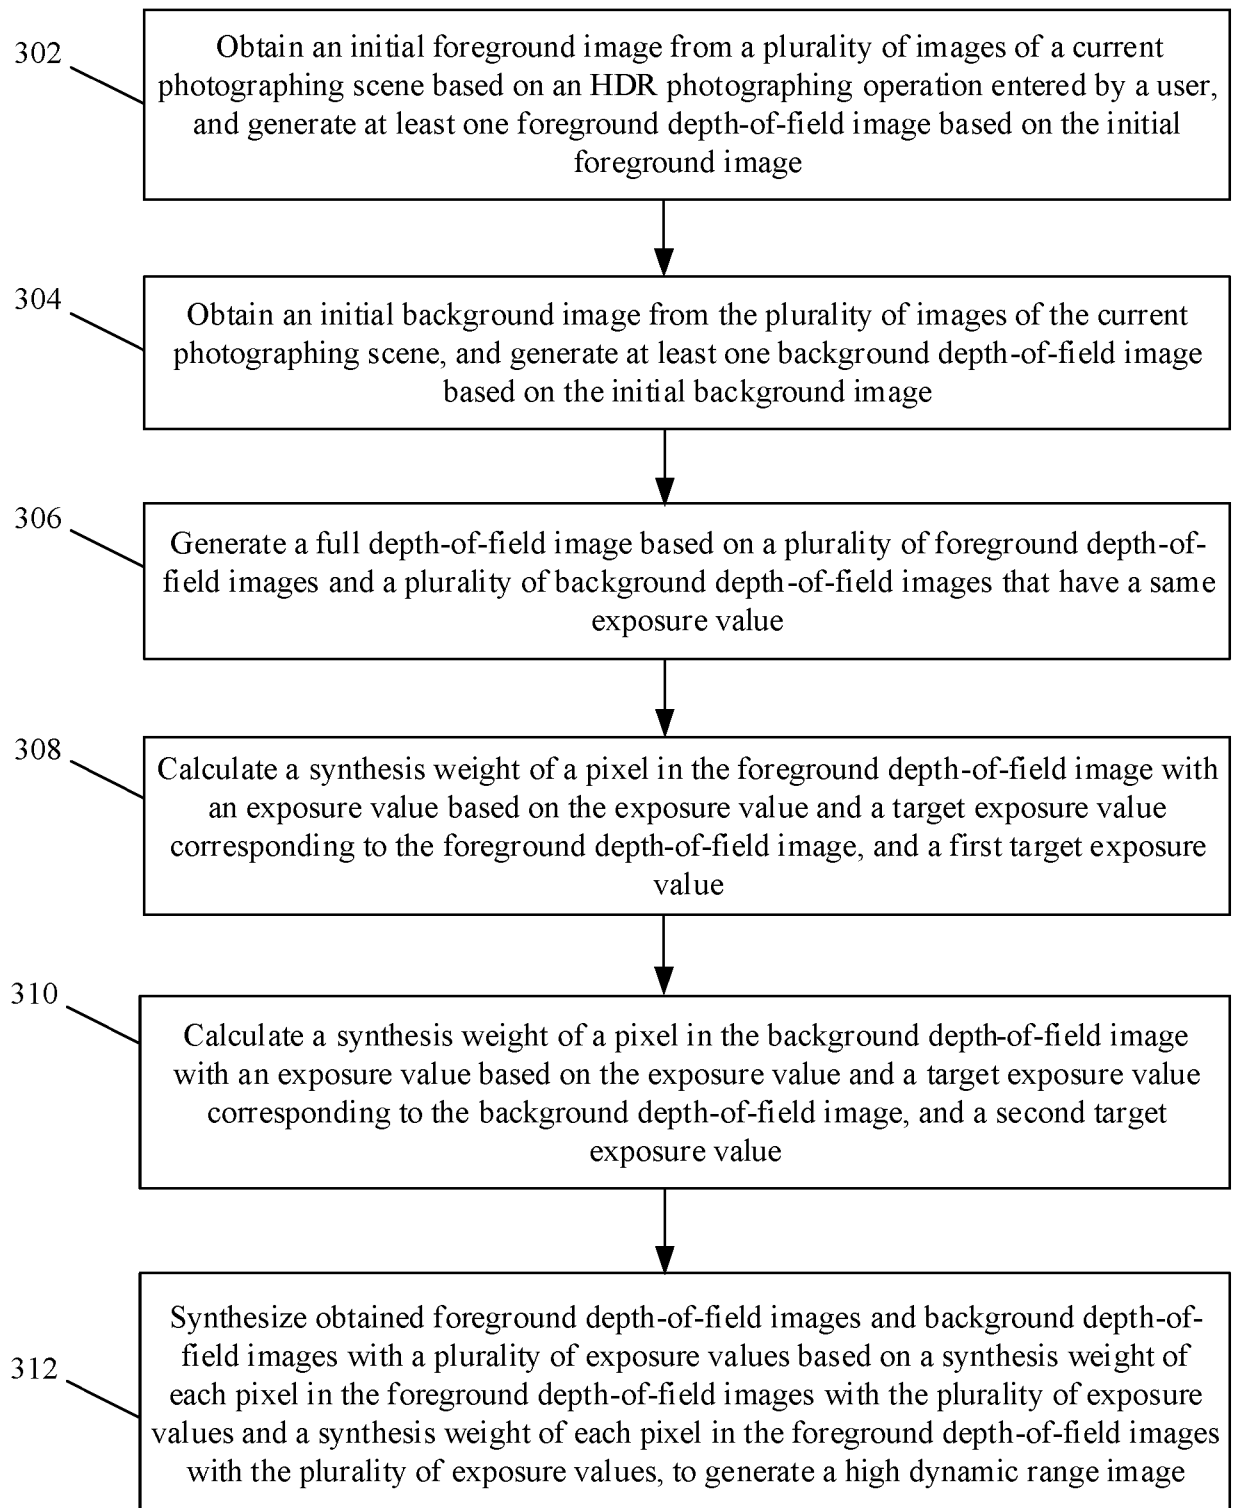 302
Obtain an initial foreground image from a plurality of images of a current
photographing scene based on an HDR photographing operation entered by a user,
and generate at least one foreground depth-of-field image based on the initial
foreground image
304
Obtain an initial background image from the plurality of images of the current
photographing scene, and generate at least one background depth-of-field image
based on the initial background image
306
Generate a full depth-of-field image based on a plurality of foreground depth-of-
field images and a plurality of background depth-of-field images that have a same
exposure value
308
Calculate a synthesis weight of a pixel in the foreground depth-of-field image with
an exposure value based on the exposure value and a target exposure value
corresponding to the foreground depth-of-field image, and a first target exposure
value
310
Calculate a synthesis weight of a pixel in the background depth-of-field image
with an exposure value based on the exposure value and a target exposure value
corresponding to the background depth-of-field image, and a second target
exposure value
312
Synthesize obtained foreground depth-of-field images and background depth-of-
field images with a plurality of exposure values based on a synthesis weight of
each pixel in the foreground depth-of-field images with the plurality of exposure
values and a synthesis weight of each pixel in the foreground depth-of-field images
with the plurality of exposure values, to generate a high dynamic range image